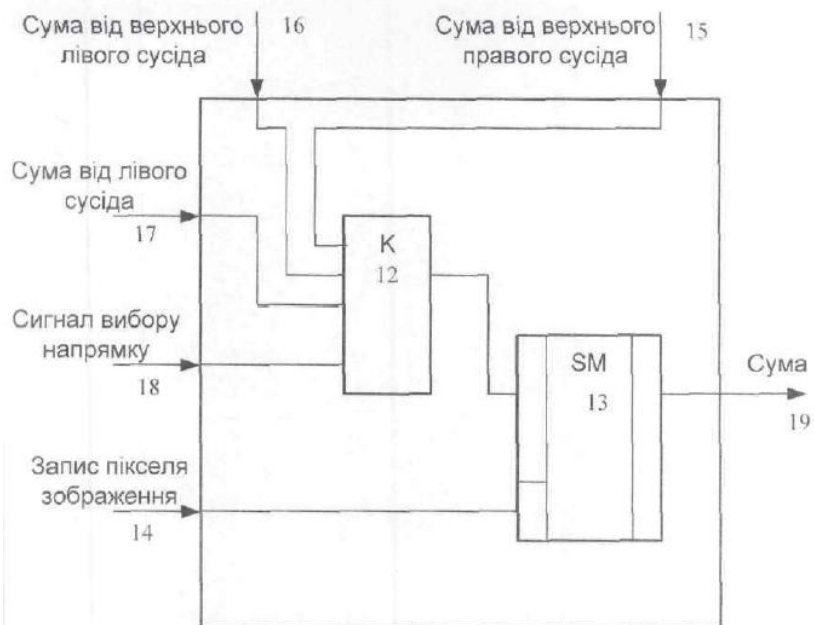 Сума від верхнього
лівого сусіда
16
Сума від верхнього
правого сусіда
15
Сума від лівого
сусіда
17
К
12
Сигнал вибору
напрямку
18
SM
13
Сума
19
Запис пікселя
зображення
14